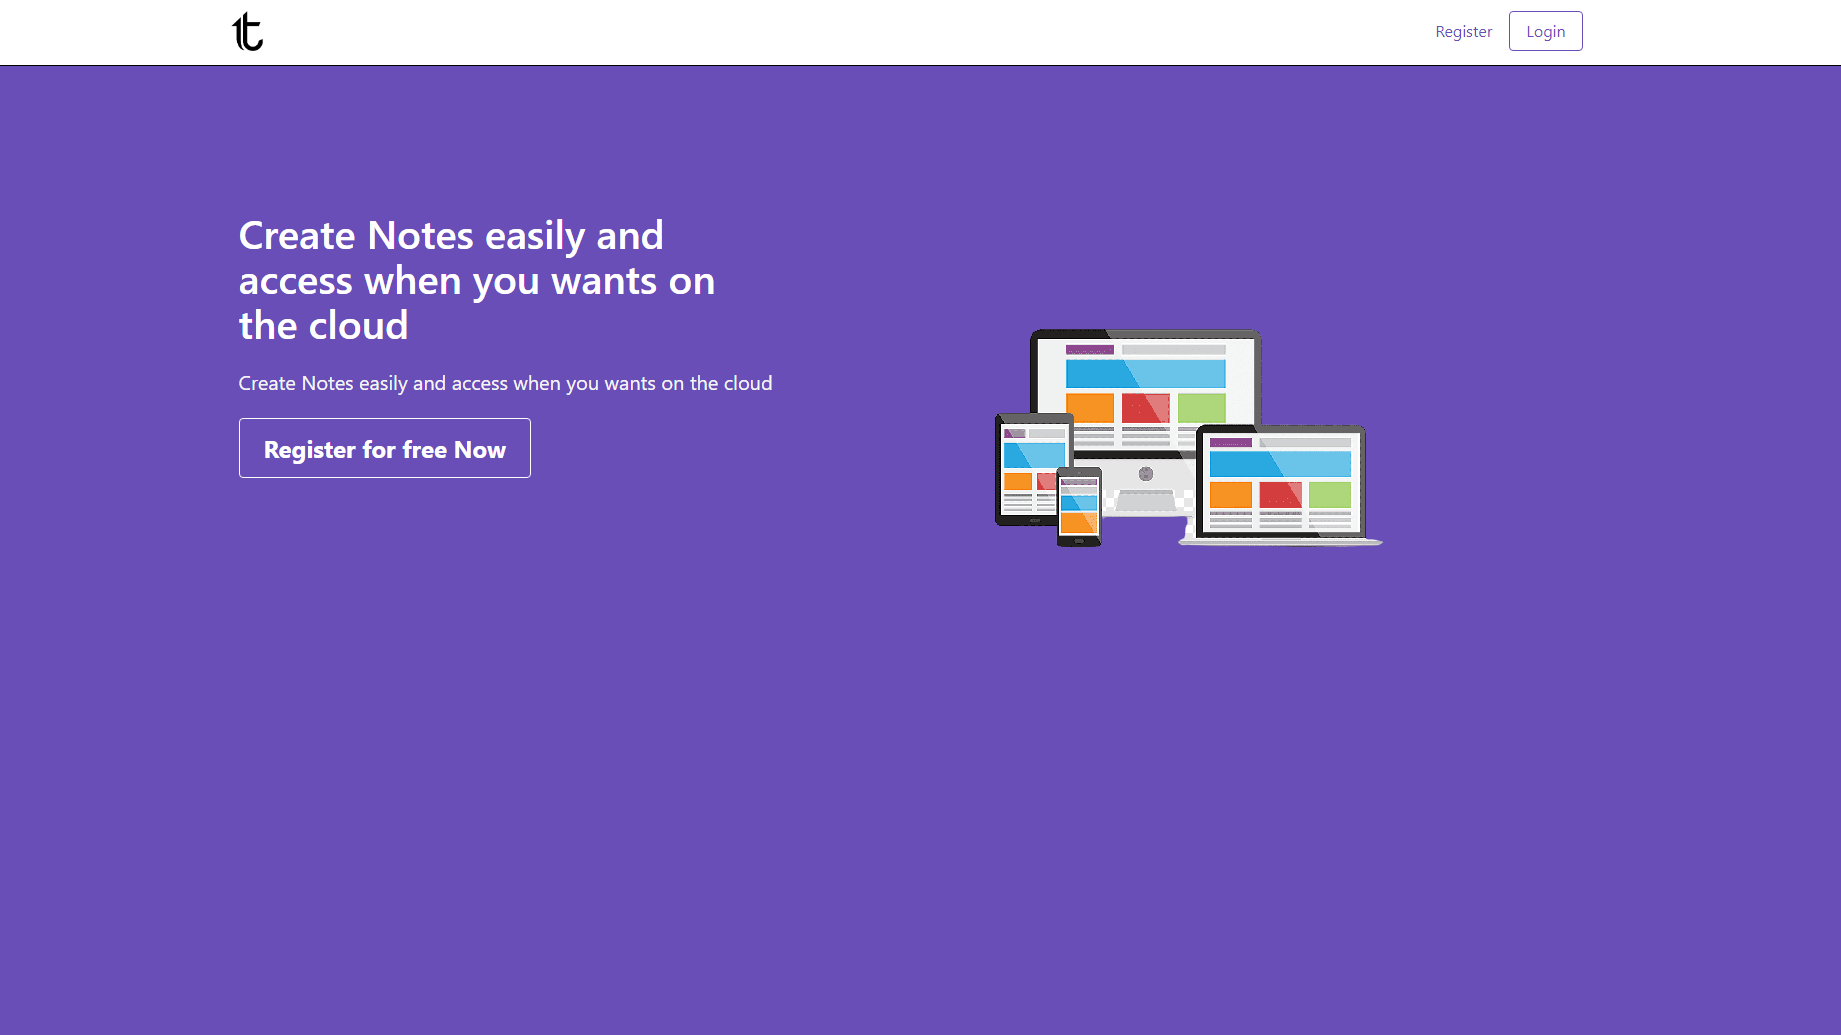 Register
Login
Create Notes easily and
access when you wants on
the cloud
Create Notes easily and access when you wants on the cloud
Register for free Now